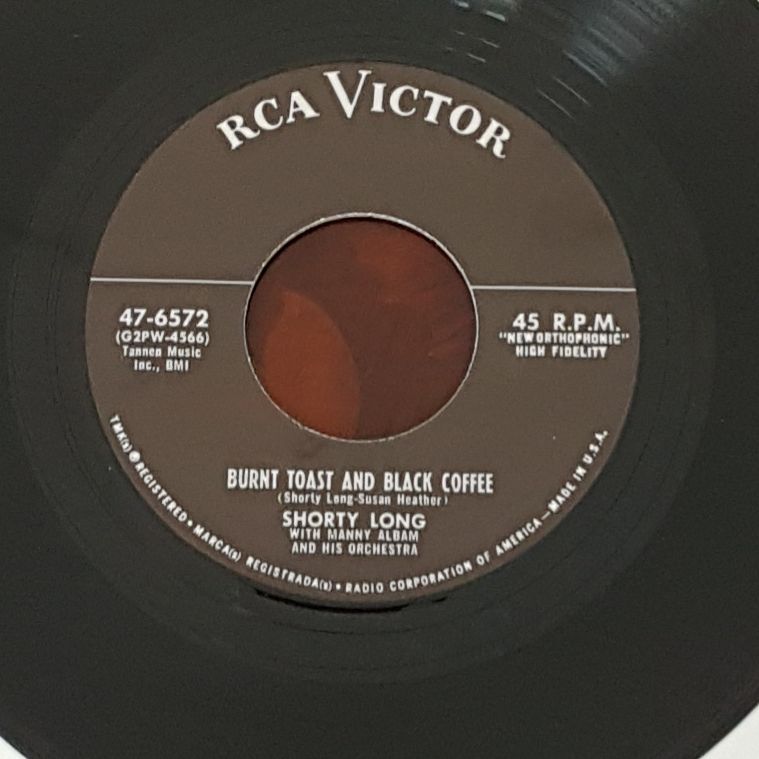 RCA VICTOR
47-6572
(G2PW-4566)
Tannen Music
Inc., BMI
45 R.P.M.
"NEW ORTHOPHONIC"
HIGH FIDELITY
BURNT TOAST AND BLACK COFFEE
(Shorty Long-Susan Heather)
SHORTY LONG
WITH MANNY ALBAM
AND HIS ORCHESTRA
TMK(s) ® REGISTERED • MARCA(s) REGISTRADA(s) • RADIO CORPORATION OF AMERICA—MADE IN U.S.A.